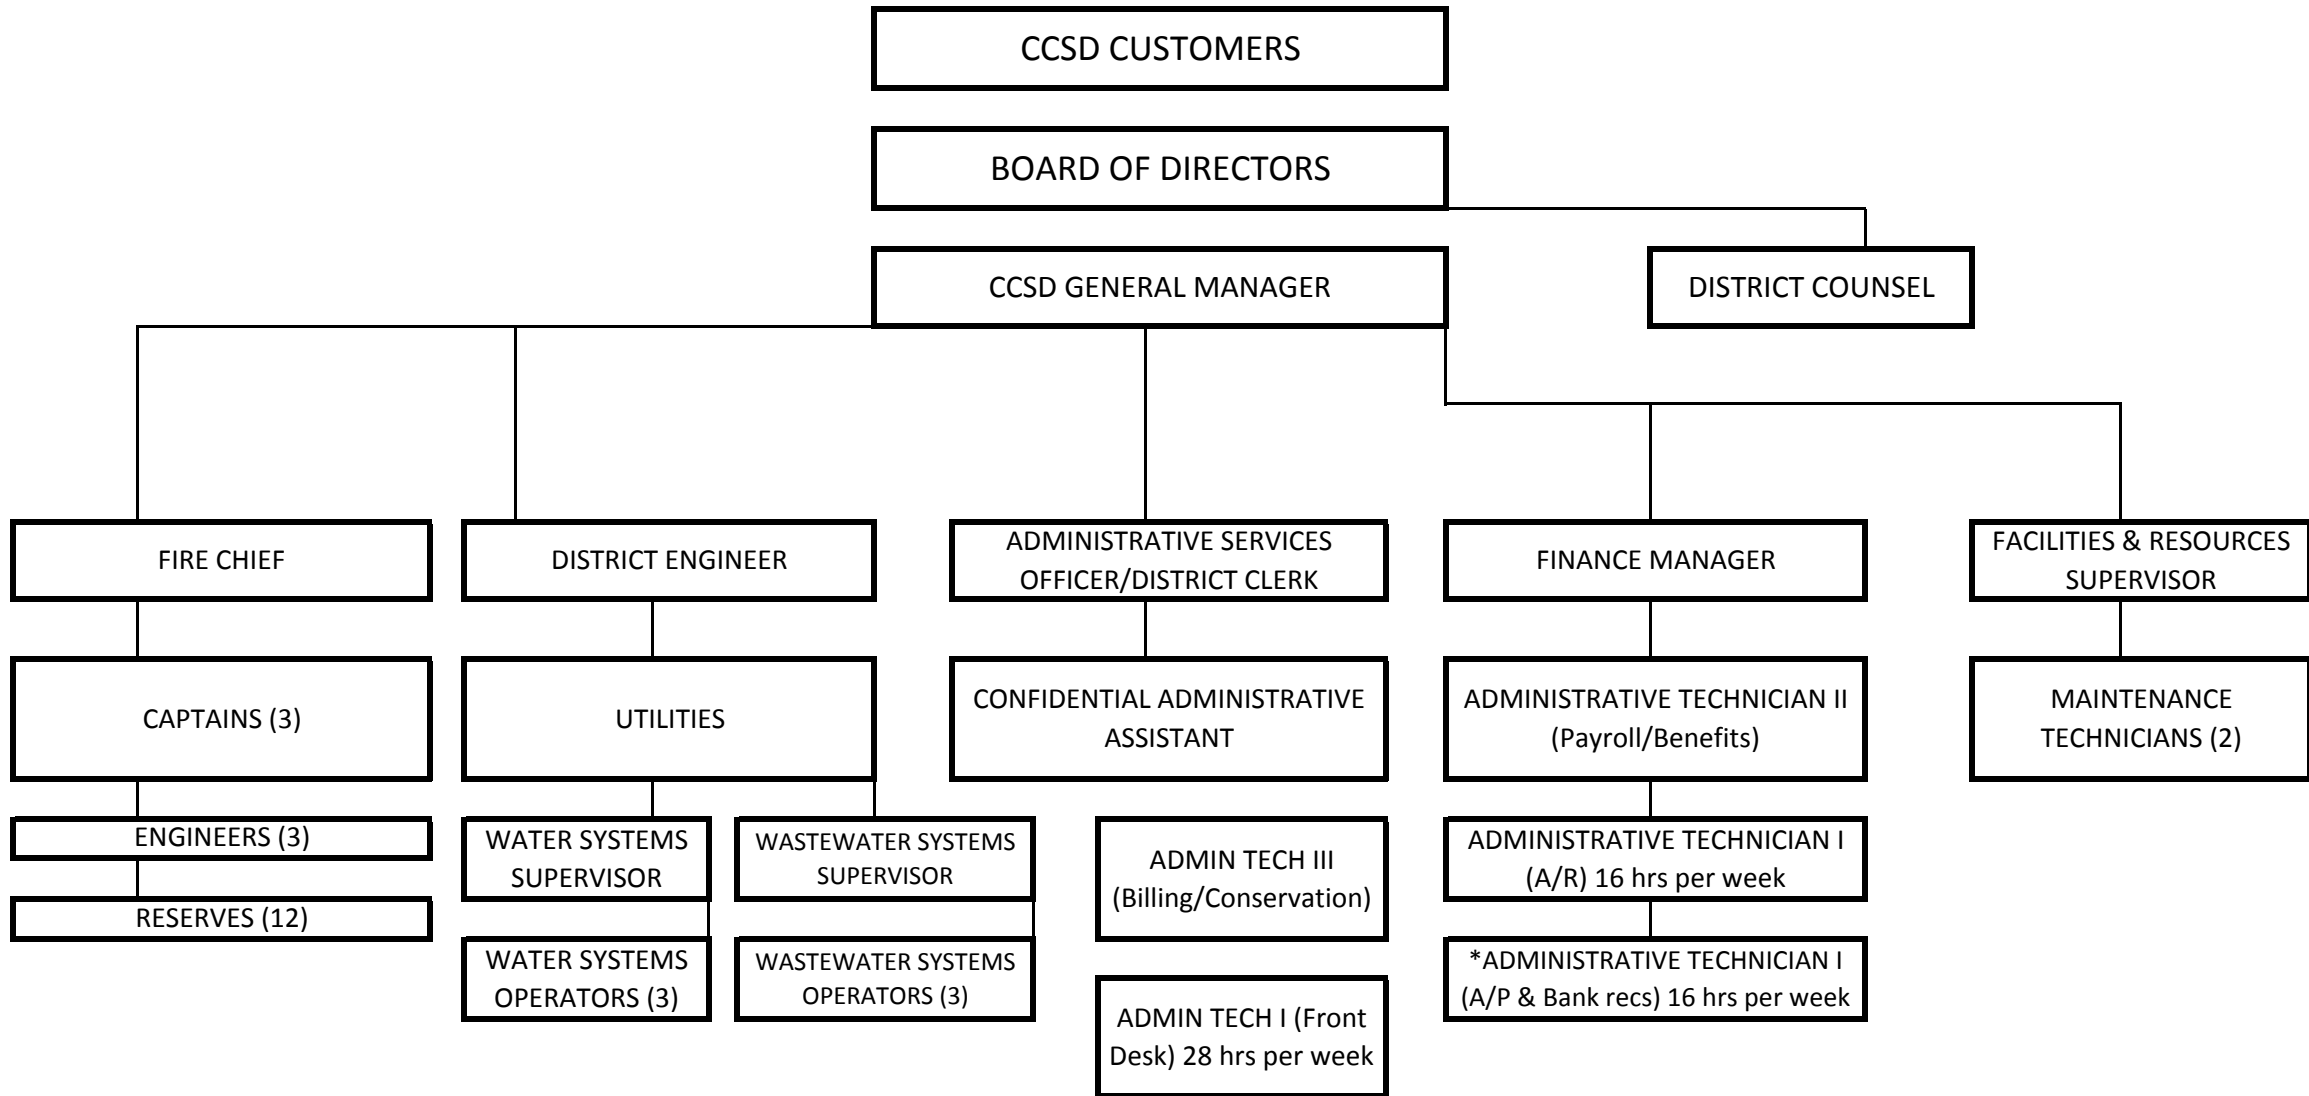 CCSD CUSTOMERS
BOARD OF DIRECTORS
CCSD GENERAL MANAGER
DISTRICT COUNSEL
FIRE CHIEF
DISTRICT ENGINEER
ADMINISTRATIVE SERVICES
OFFICER/DISTRICT CLERK
FINANCE MANAGER
FACILITIES & RESOURCES
SUPERVISOR
CAPTAINS (3)
UTILITIES
CONFIDENTIAL ADMINISTRATIVE
ASSISTANT
ADMINISTRATIVE TECHNICIAN II
(Payroll/Benefits)
MAINTENANCE
TECHNICIANS (2)
ENGINEERS (3)
RESERVES (12)
WATER SYSTEMS
SUPERVISOR
WASTEWATER SYSTEMS
SUPERVISOR
ADMIN TECH III
(Billing/Conservation)
ADMINISTRATIVE TECHNICIAN I
(A/R) 16 hrs per week
WATER SYSTEMS
OPERATORS (3)
WASTEWATER SYSTEMS
OPERATORS (3)
ADMIN TECH I (Front
Desk) 28 hrs per week
*ADMINISTRATIVE TECHNICIAN I
(A/P & Bank recs) 16 hrs per week